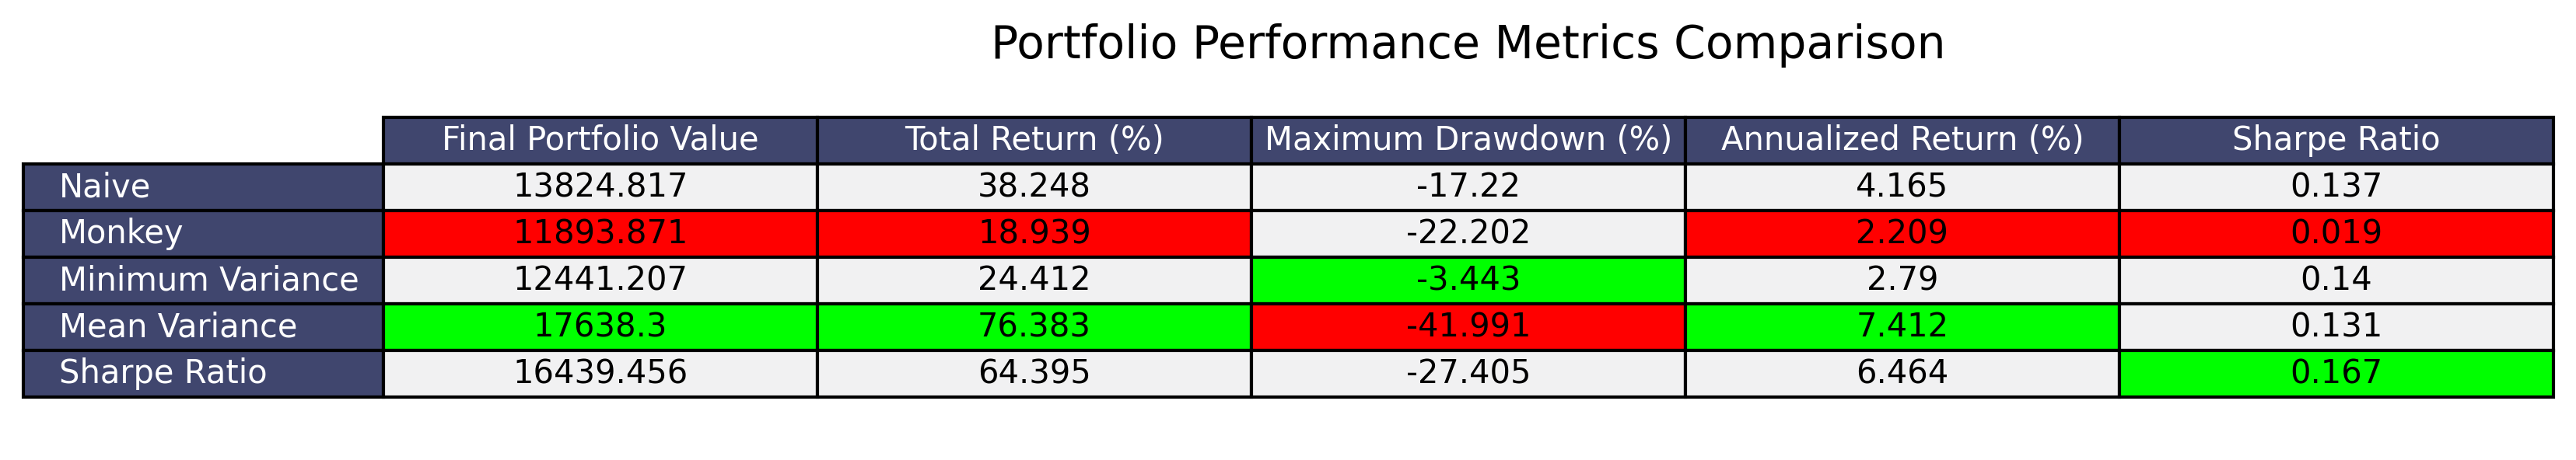 Portfolio Performance Metrics Comparison
Final Portfolio Value Total Return (%) Maximum Drawdown (%) Annualized Return (%) Sharpe Ratio
Naive 13824.817 38.248 -17.22 4.165 0.137
Monkey 11893.871 18.939 -22.202 2.209 0.019
Minimum Variance 12441.207 24.412 -3.443 2.79 0.14
Mean Variance 17638.3 76.383 -41.991 7.412 0.131
Sharpe Ratio 16439.456 64.395 -27.405 6.464 0.167